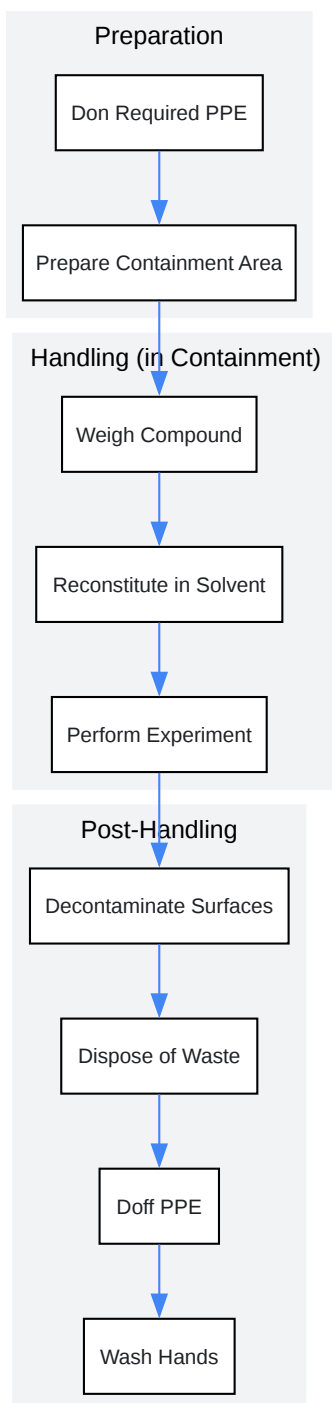 Preparation
Don Required PPE
Prepare Containment Area
Handling (in Containment)
Weigh Compound
Reconstitute in Solvent
Perform Experiment
Post-Handling
Decontaminate Surfaces
Dispose of Waste
Doff PPE
Wash Hands